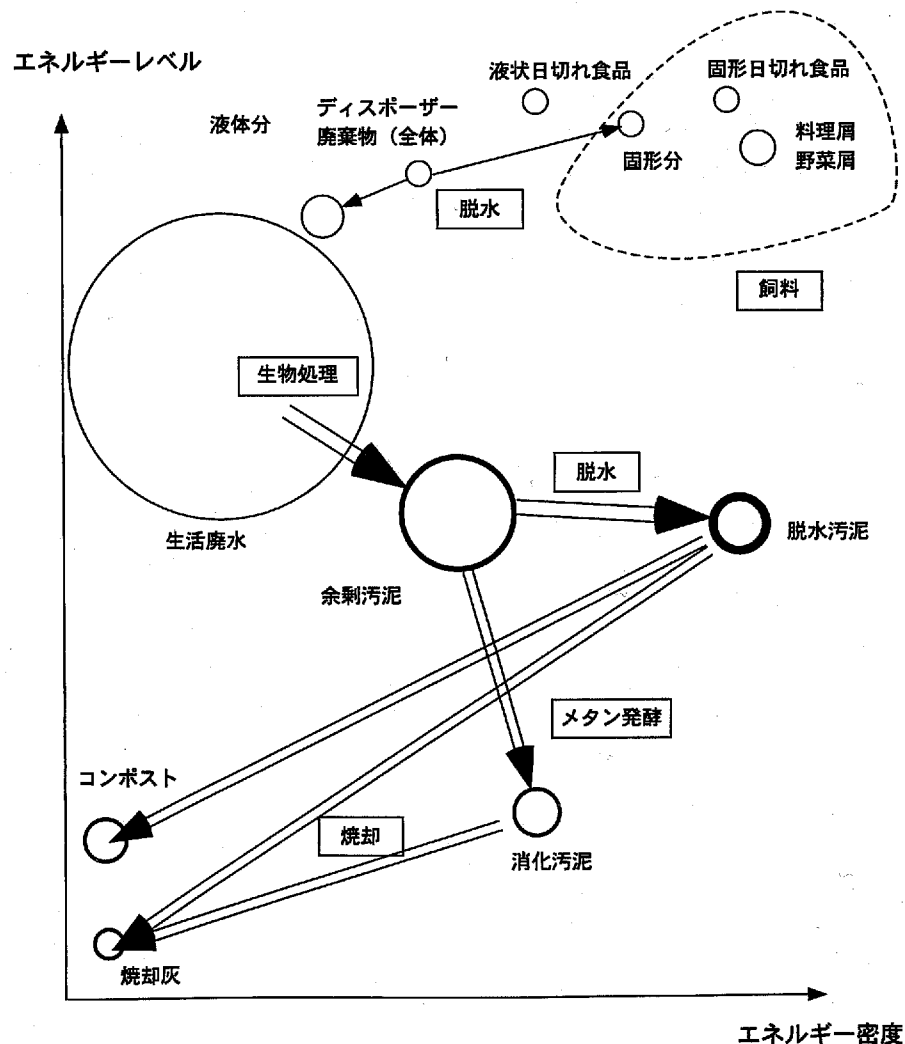 エネルギーレベル
液状日切れ食品
固形日切れ食品
ディスポーザー
廃棄物（全体）
液体分
料理屑
野菜屑
固形分
脱水
飼料
生物処理
脱水
生活廃水
脱水汚泥
余剰汚泥
メタン発酵
コンポスト
焼却
消化汚泥
焼却灰
エネルギー密度